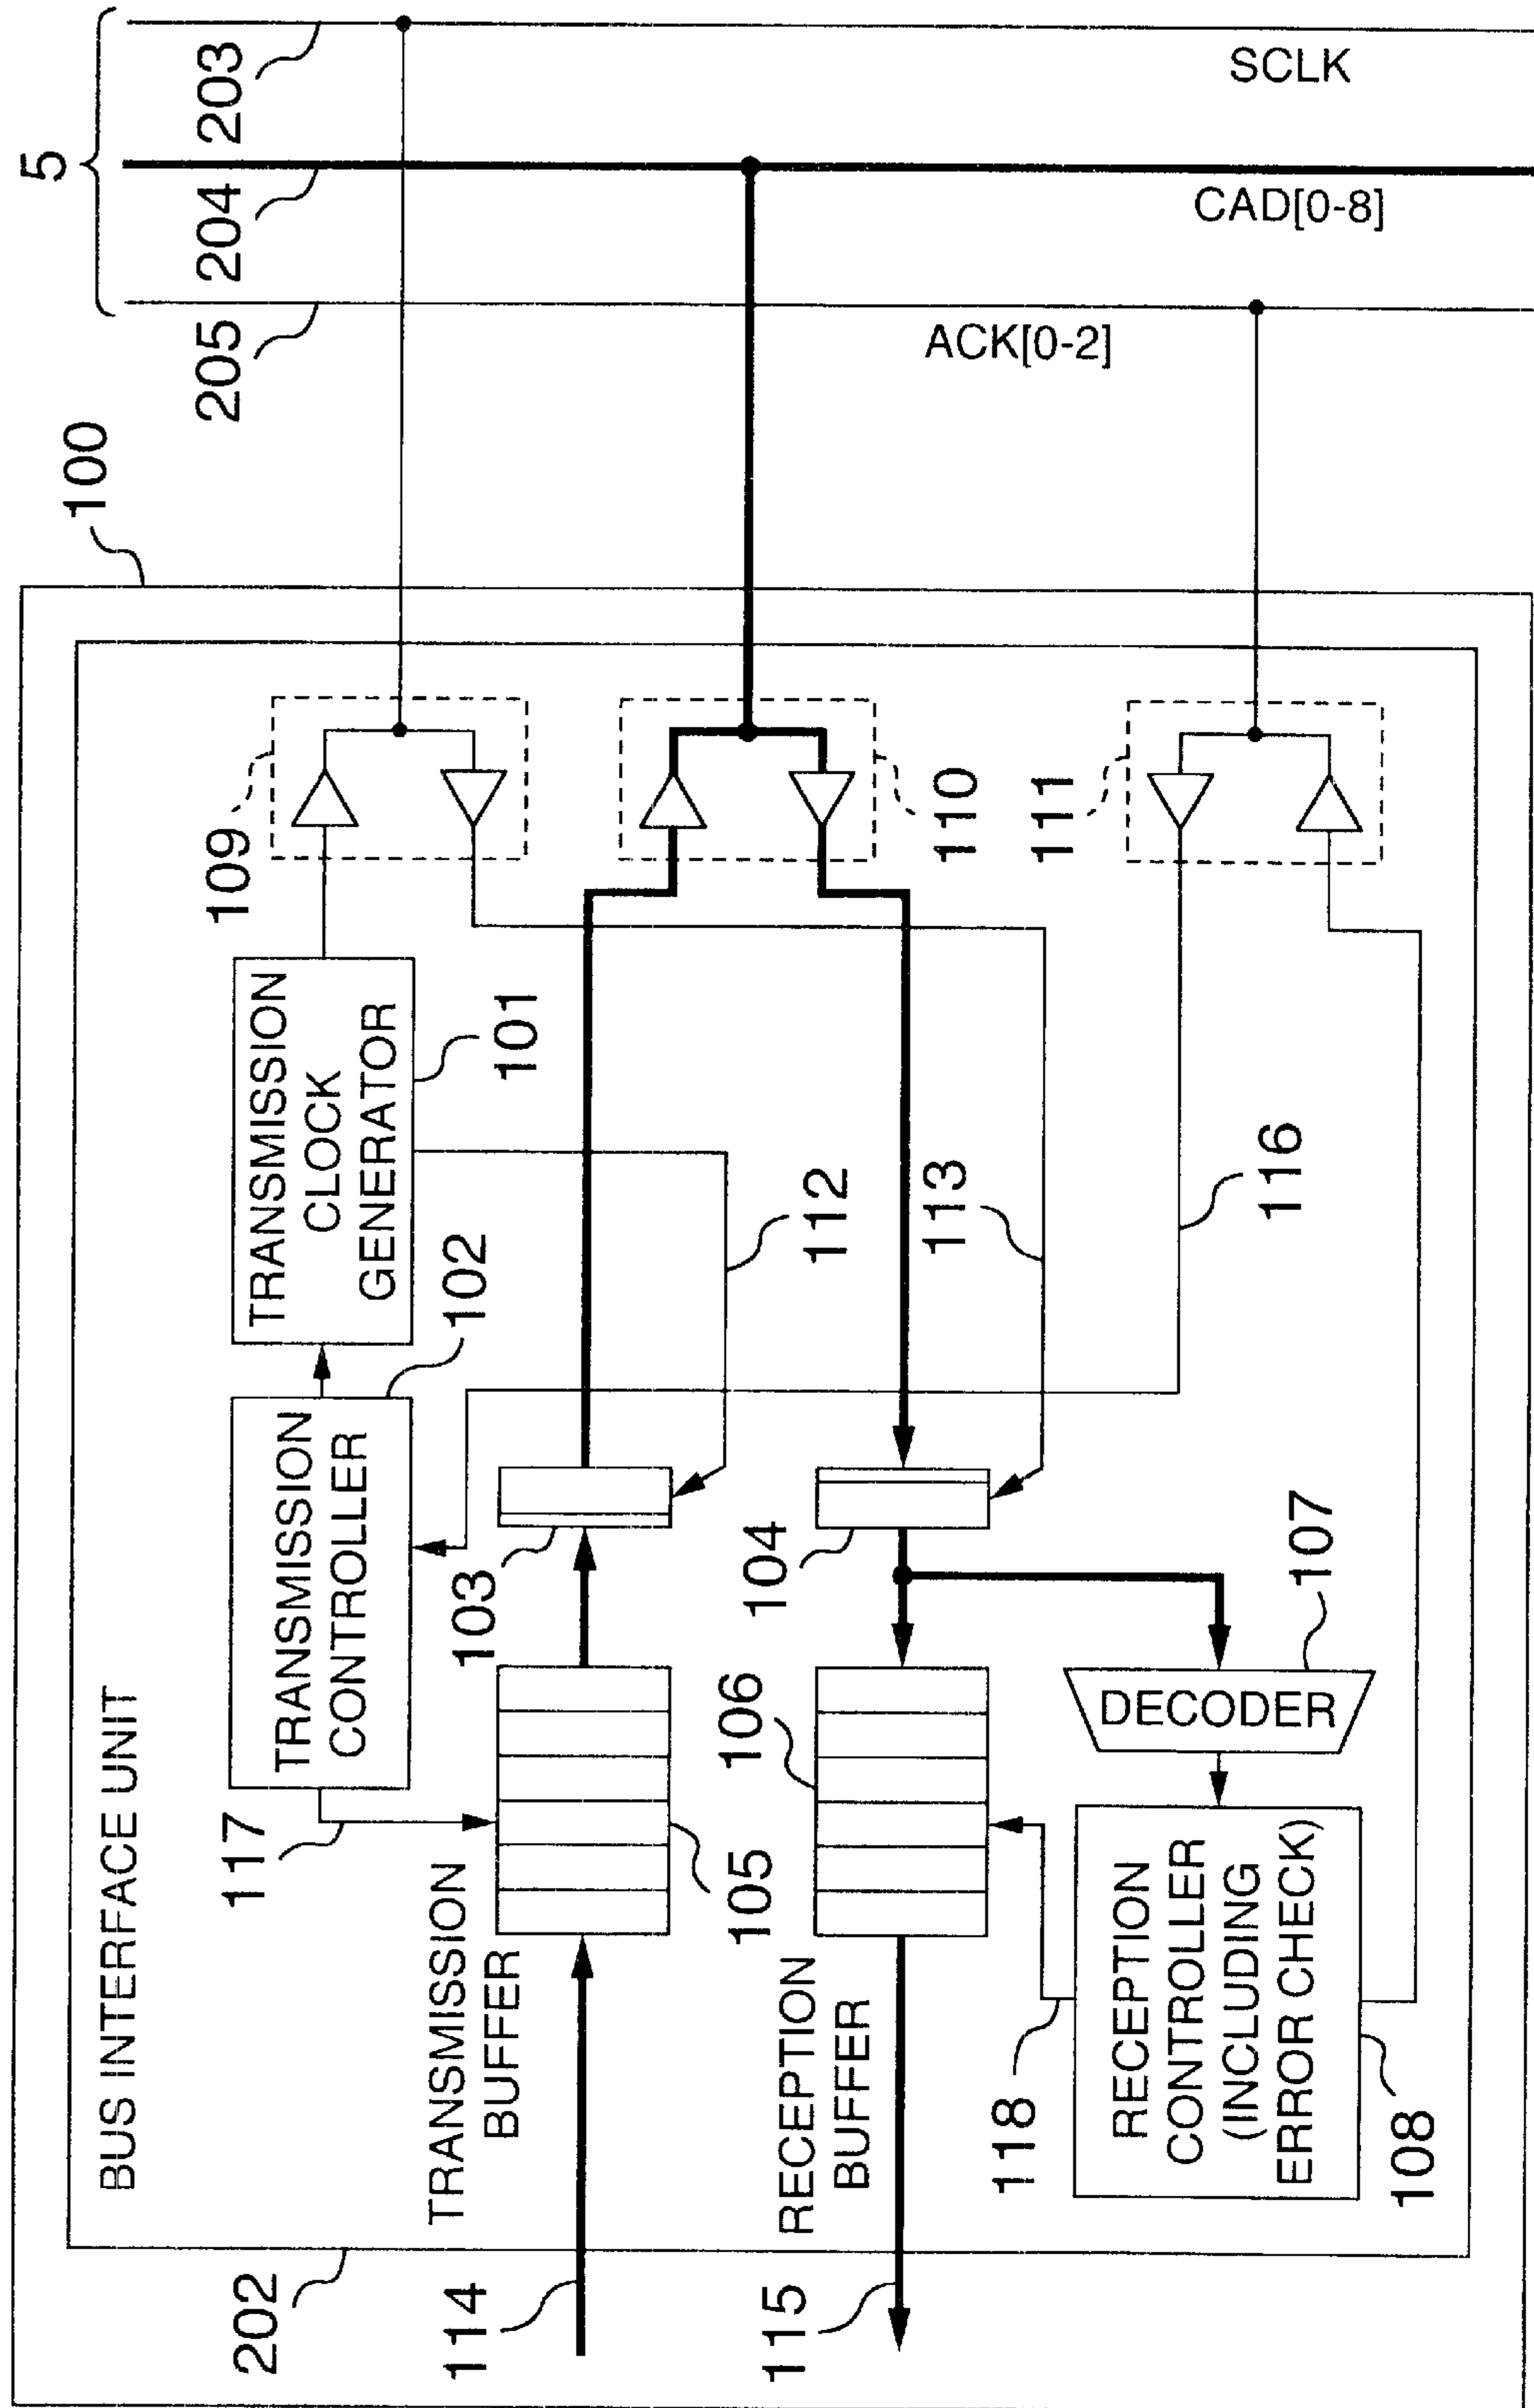 BUS INTERFACE UNIT
202
114
115
TRANSMISSION
BUFFER
RECEPTION
BUFFER
117
TRANSMISSION
CONTROLLER
102
TRANSMISSION
CLOCK
GENERATOR
101
109
105
103
112
110
106
104
113
111
118
DECODER
107
RECEPTION
CONTROLLER
(INCLUDING
ERROR CHECK)
108
116
100
5
203
204
205
SCLK
CAD[0-8]
ACK[0-2]